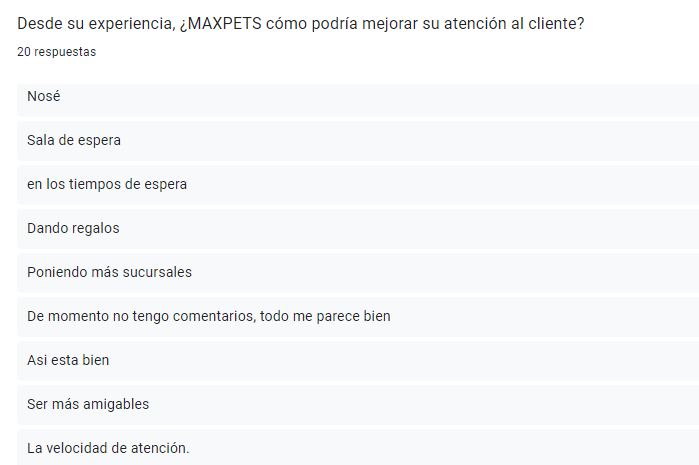 Desde su experiencia, ¿MAXPETS cómo podría mejorar su atención al cliente?
20 respuestas
Nosé
Sala de espera
en los tiempos de espera
Dando regalos
Poniendo más sucursales
De momento no tengo comentarios, todo me parece bien
Asi esta bien
Ser más amigables
La velocidad de atención.